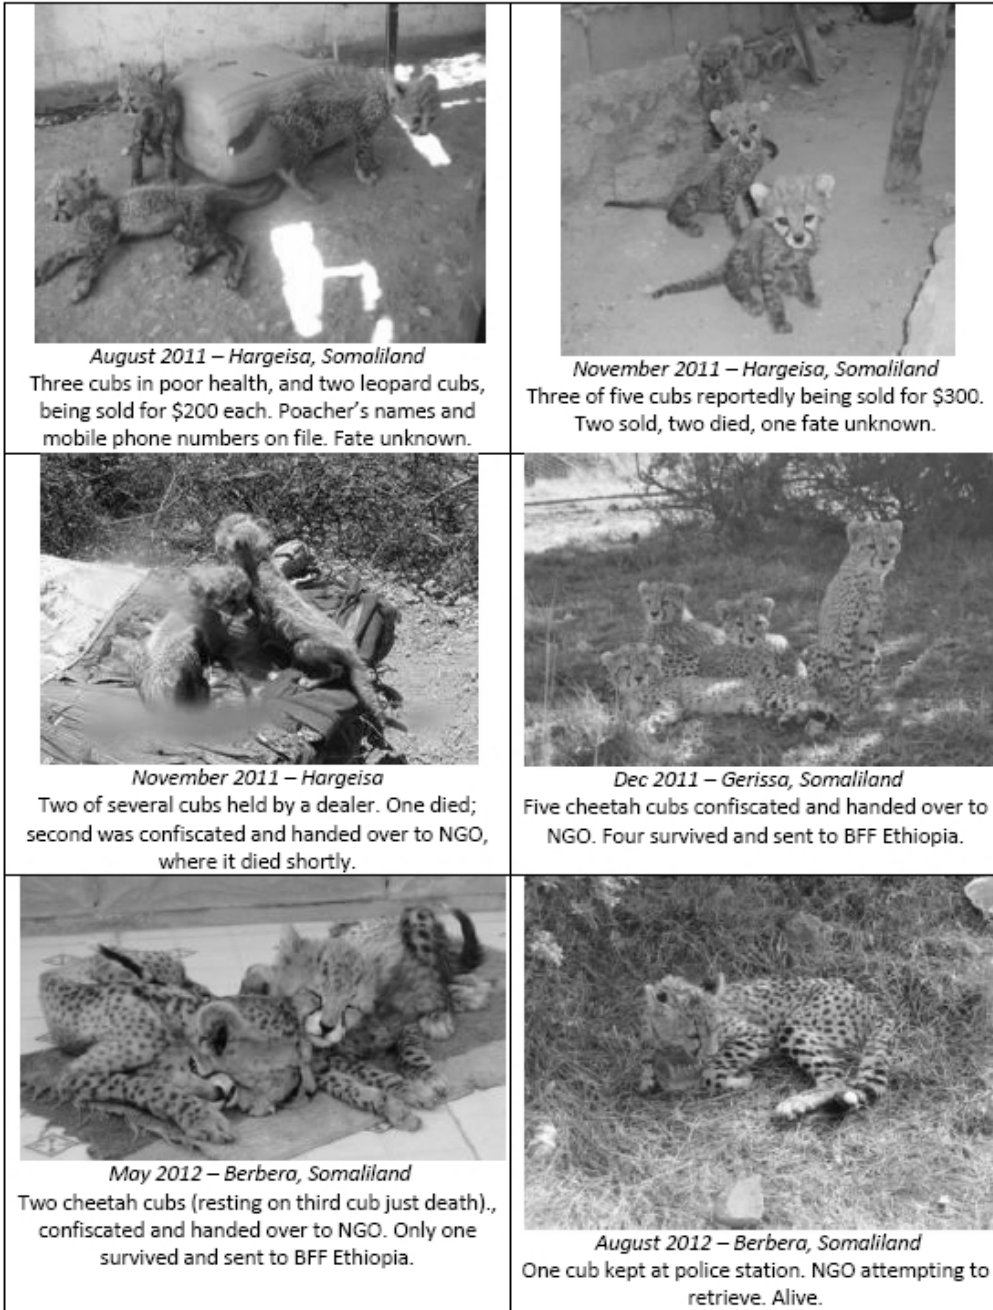 August 2011 – Hargeisa, Somaliland
Three cubs in poor health, and two leopard cubs,
being sold for $200 each. Poacher's names and
mobile phone numbers on file. Fate unknown.
November 2011 – Hargeisa, Somaliland
Three of five cubs reportedly being sold for $300.
Two sold, two died, one fate unknown.
November 2011 – Hargeisa
Two of several cubs held by a dealer. One died;
second was confiscated and handed over to NGO,
where it died shortly.
Dec 2011 – Gerissa, Somaliland
Five cheetah cubs confiscated and handed over to
NGO. Four survived and sent to BFF Ethiopia.
May 2012 – Berbera, Somaliland
Two cheetah cubs (resting on third cub just death).,
confiscated and handed over to NGO. Only one
survived and sent to BFF Ethiopia.
August 2012 – Berbera, Somaliland
One cub kept at police station. NGO attempting to
retrieve. Alive.